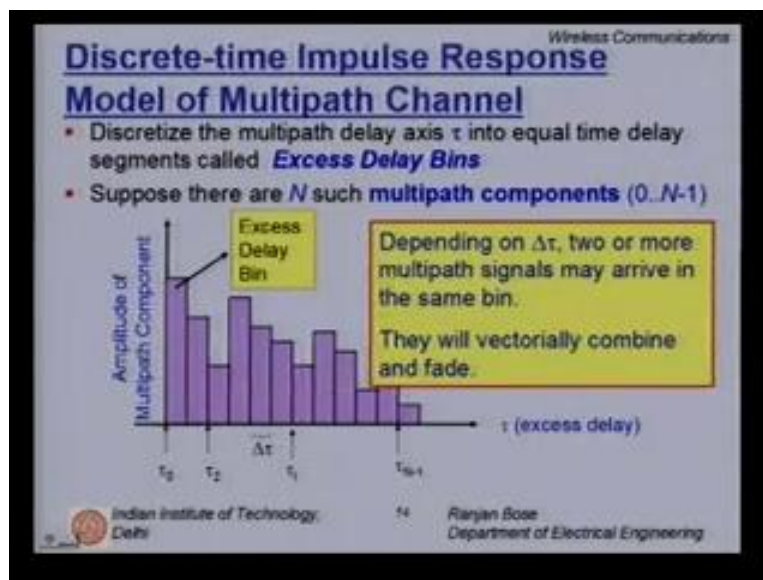 Wireless Communications
Discrete-time Impulse Response
Model of Multipath Channel
• Discretize the multipath delay axis τ into equal time delay
segments called Excess Delay Bins
• Suppose there are N such multipath components (0..N-1)
Excess
Delay
Bin
Depending on Δτ, two or more
multipath signals may arrive in
the same bin.
They will vectorially combine
and fade.
Amplitude of
Multipath Component
τ (excess delay)
Δτ
τ0 τ2 τi τN-1
Indian Institute of Technology,
Delhi
14
Ranjan Bose
Department of Electrical Engineering